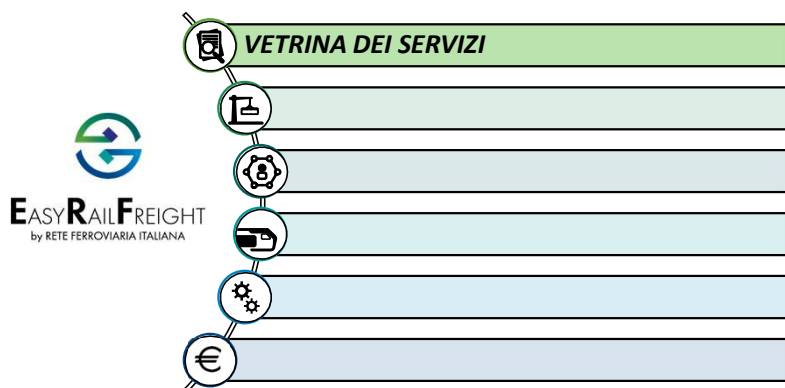 VETRINA DEI SERVIZI
EASYRAILFREIGHT
by RETE FERROVIARIA ITALIANA
€